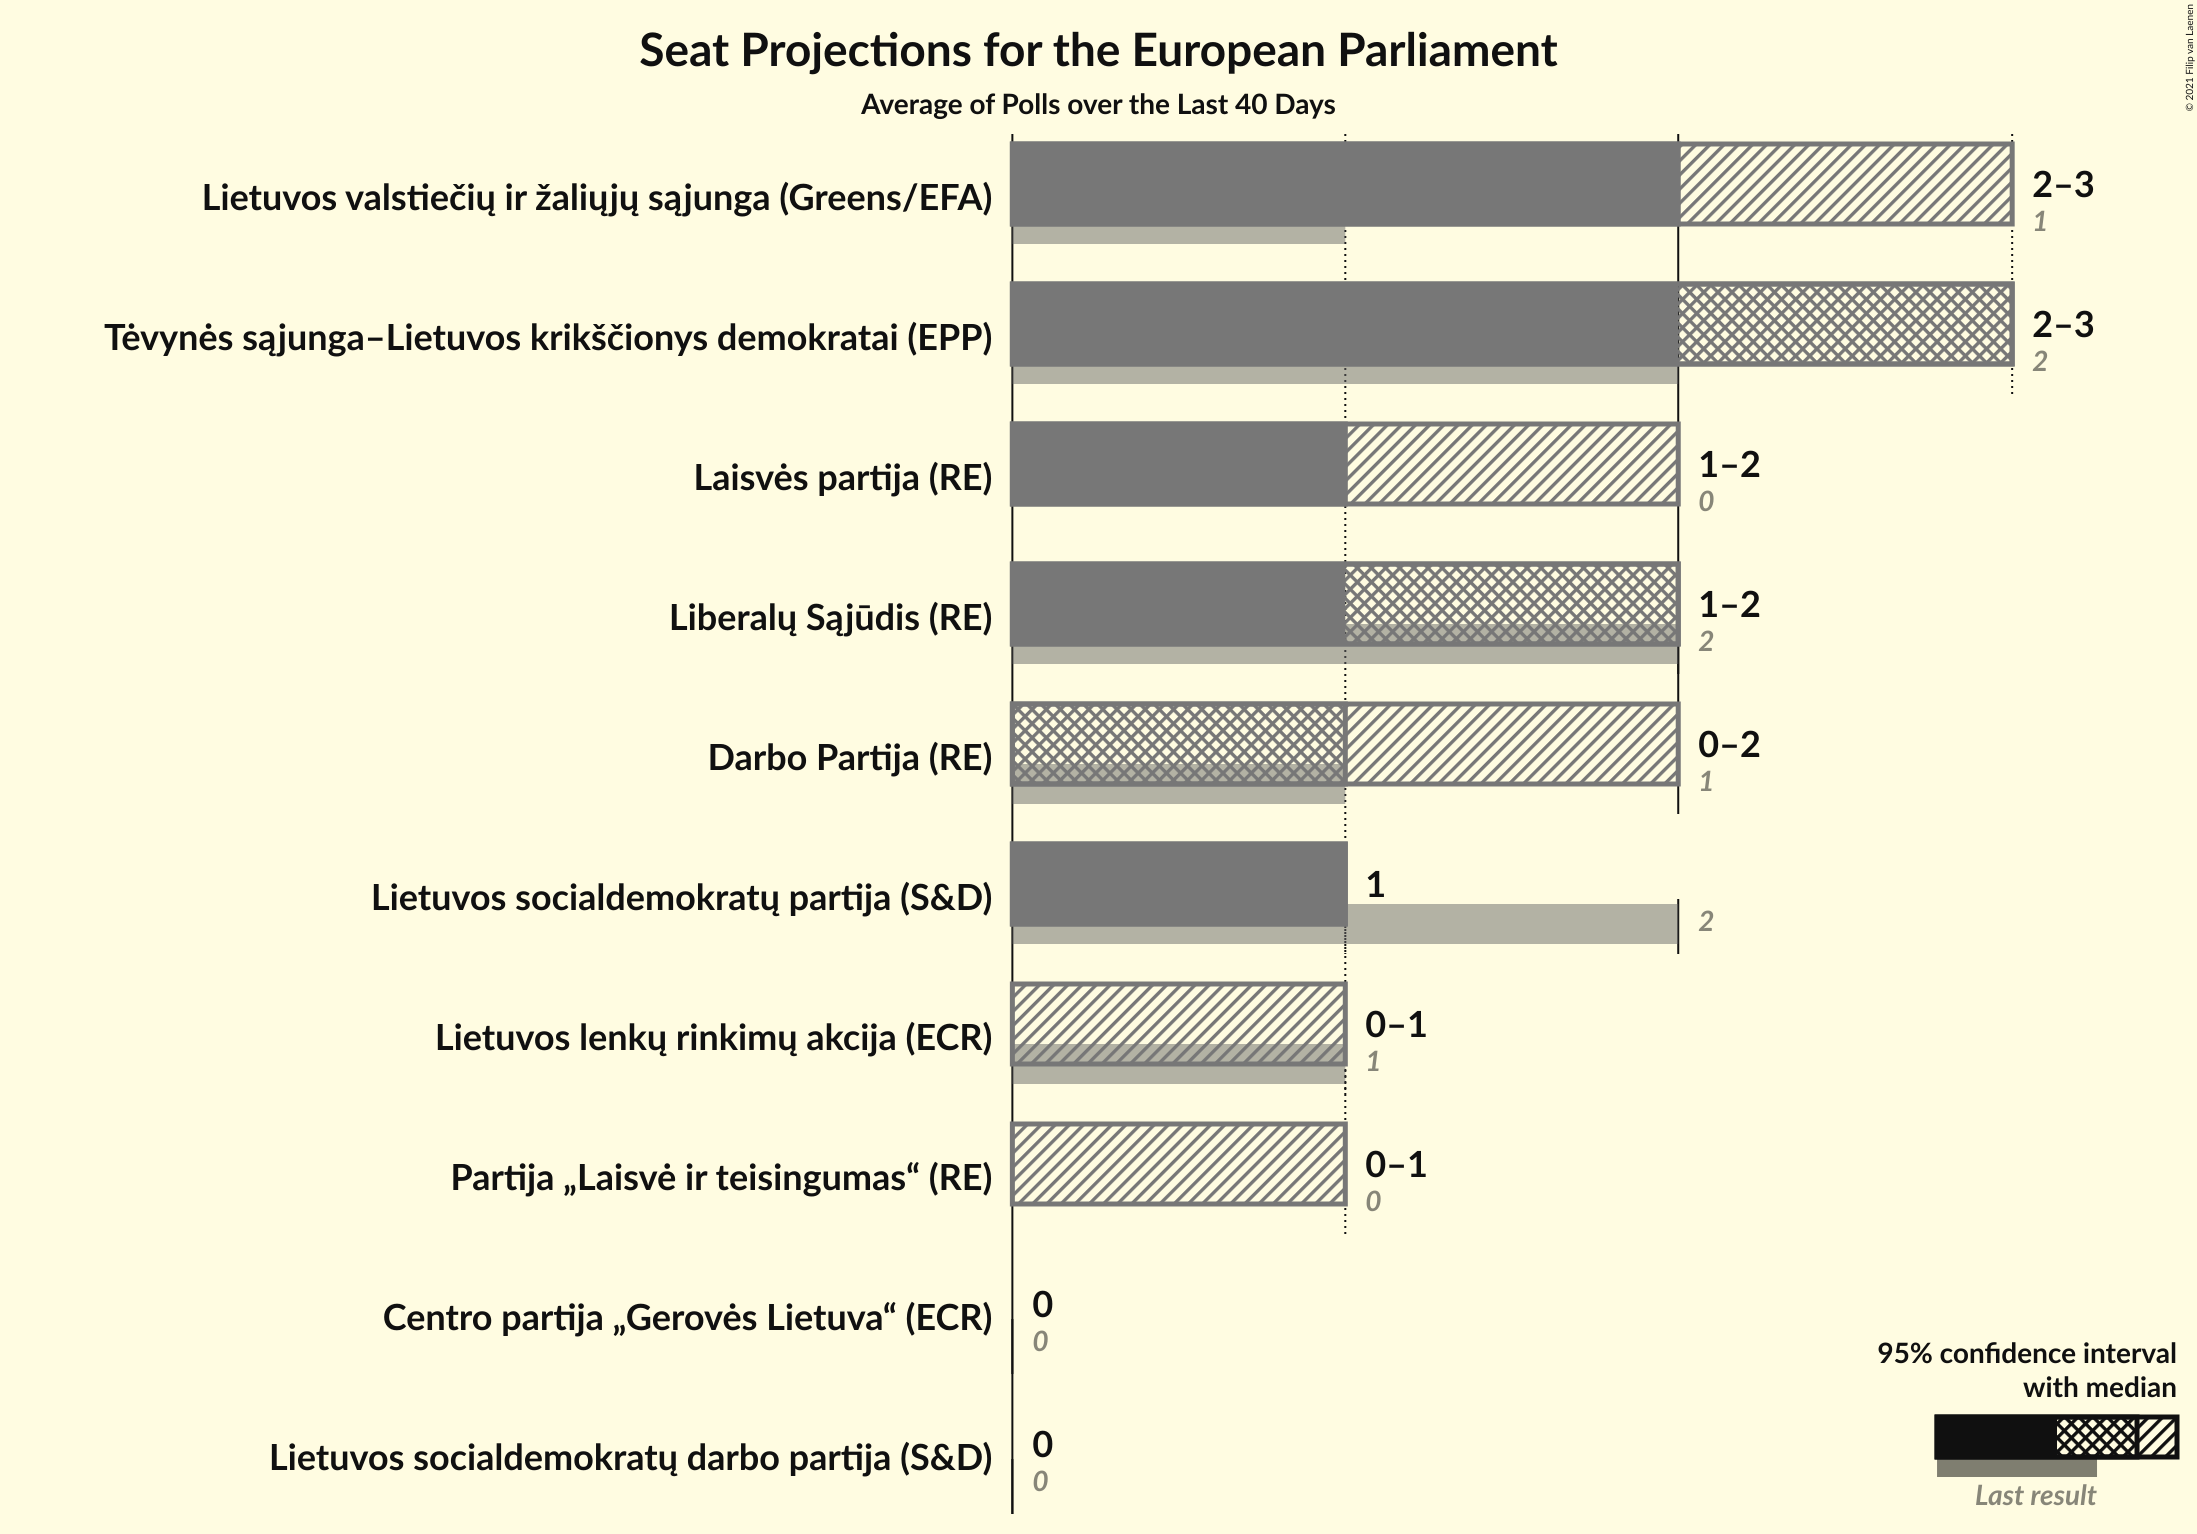 Seat Projections for the European Parliament
Average of Polls over the Last 40 Days
© 2021 Filip van Laenen
Lietuvos valstiečių ir žaliųjų sąjunga (Greens/EFA)
2–3
1
Tėvynės sąjunga–Lietuvos krikščionys demokratai (EPP)
2–3
2
Laisvės partija (RE)
1–2
0
Liberalų Sąjūdis (RE)
1–2
2
Darbo Partija (RE)
0–2
1
Lietuvos socialdemokratų partija (S&D)
1
2
Lietuvos lenkų rinkimų akcija (ECR)
0–1
1
Partija „Laisvė ir teisingumas“ (RE)
0–1
0
Centro partija „Gerovės Lietuva“ (ECR)
0
0
Lietuvos socialdemokratų darbo partija (S&D)
0
0
95% confidence interval
with median
Last result